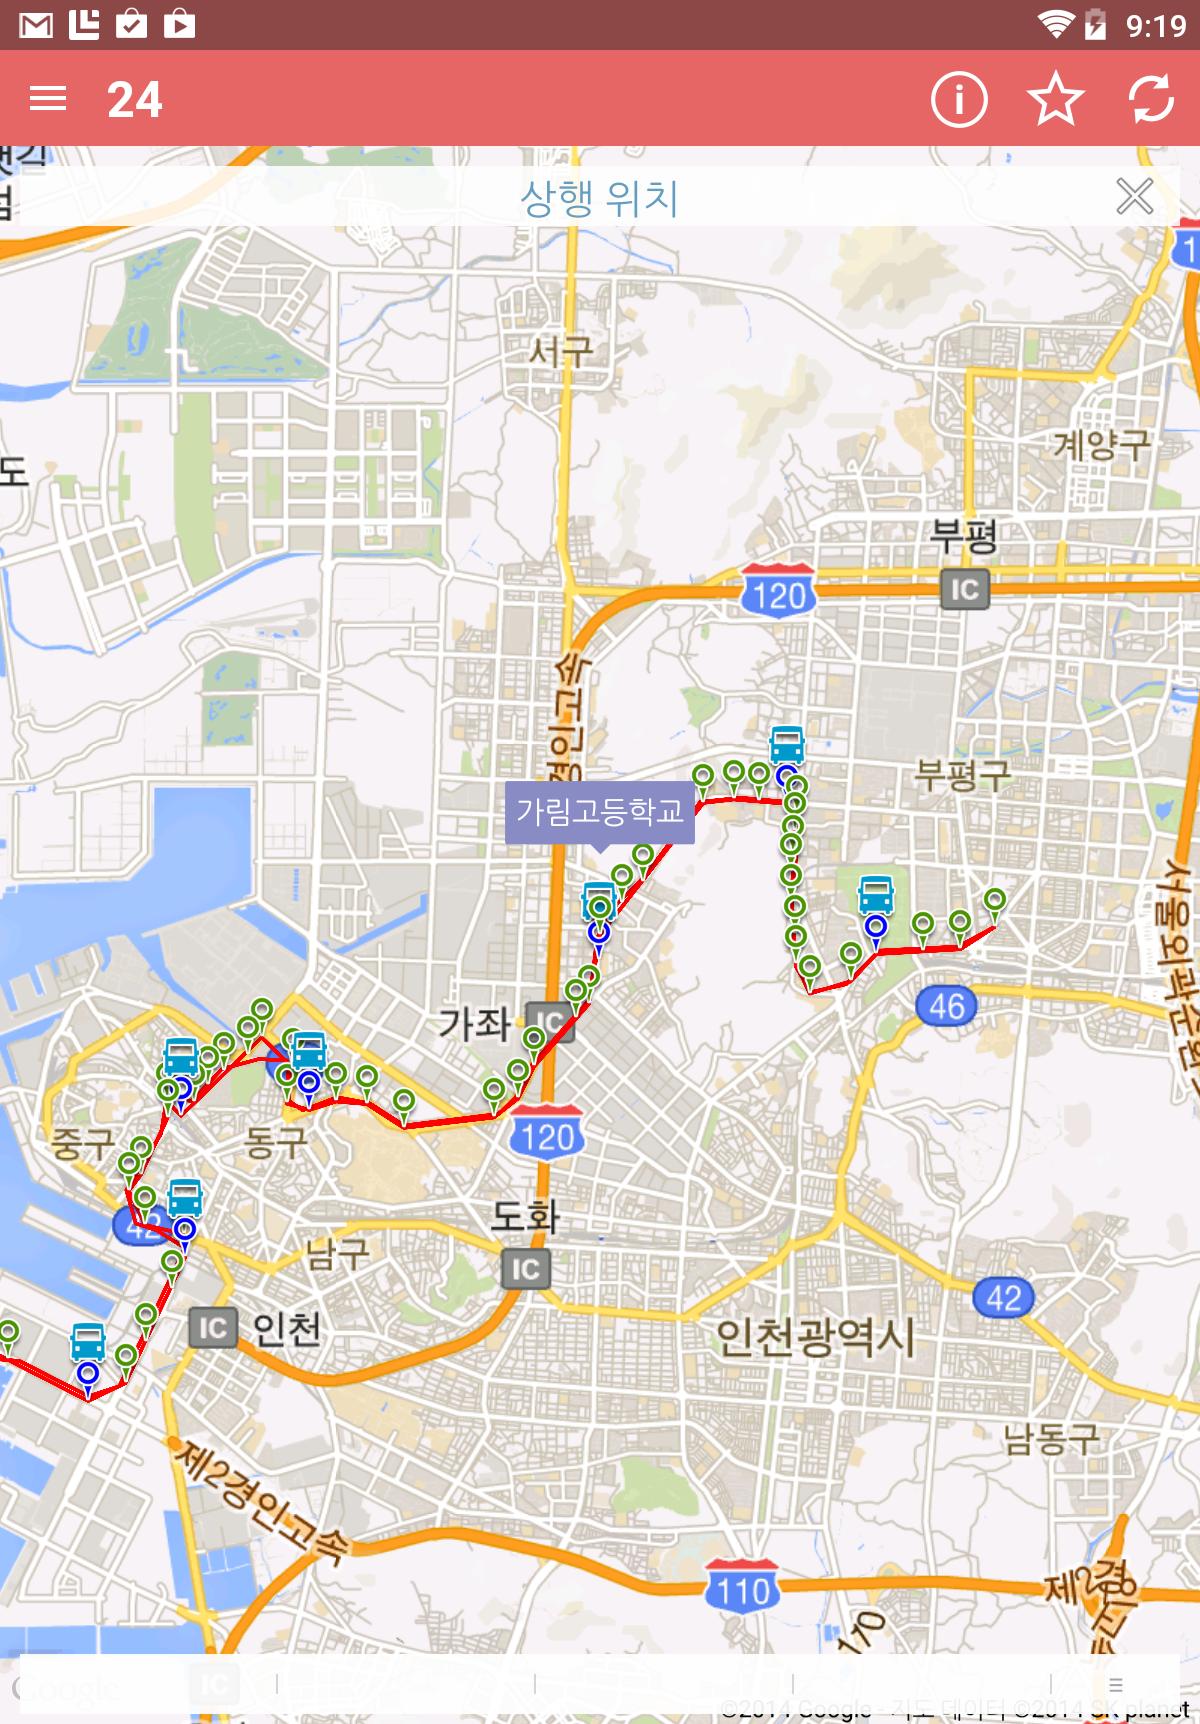 9:19
24
상행 위치
1
서구
도
계양구
부평
IC
120
경인고속
부평구
가림고등학교
서울외곽순환
46
가좌
IC
중구
동구
120
42
도화
남구
IC
42
IC
인천
인천광역시
남동구
제2경인고속
110
제2경
170
IC
Google
©2014 Google - 지도 데이터 ©2014 SK planet